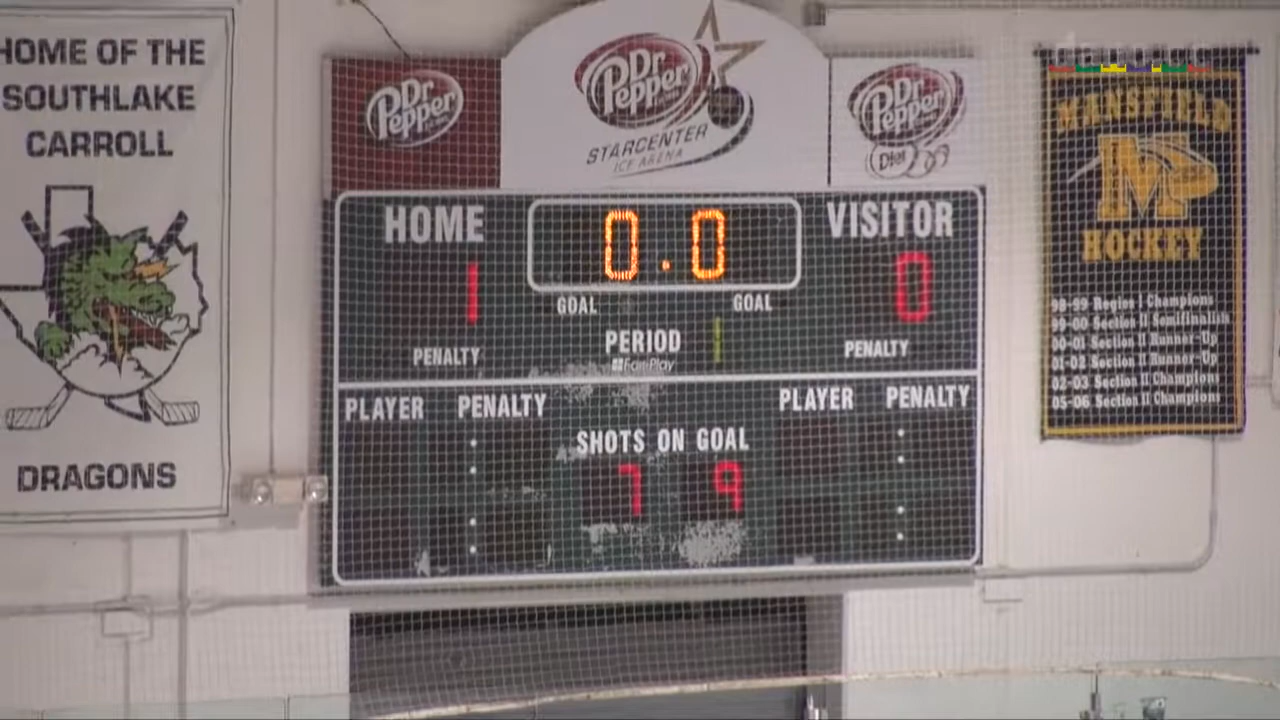 HOME OF THE
SOUTHLAKE
CARROLL
DRAGONS
Dr Pepper
Dr Pepper
STARCENTER
ICE ARENA
Dr Pepper
Diet
HOME
0.0
VISITOR
1
0
GOAL
GOAL
PERIOD
1
Fair-Play
PENALTY
PENALTY
PLAYER
PENALTY
PLAYER
PENALTY
SHOTS ON GOAL
7
9
MANSFIELD
M
HOCKEY
98-99 Region I Champions
99-00 Section II Semifinalish
00-01 Section II Runner-Up
01-02 Section II Runner-Up
02-03 Section II Champions
05-06 Section II Champions